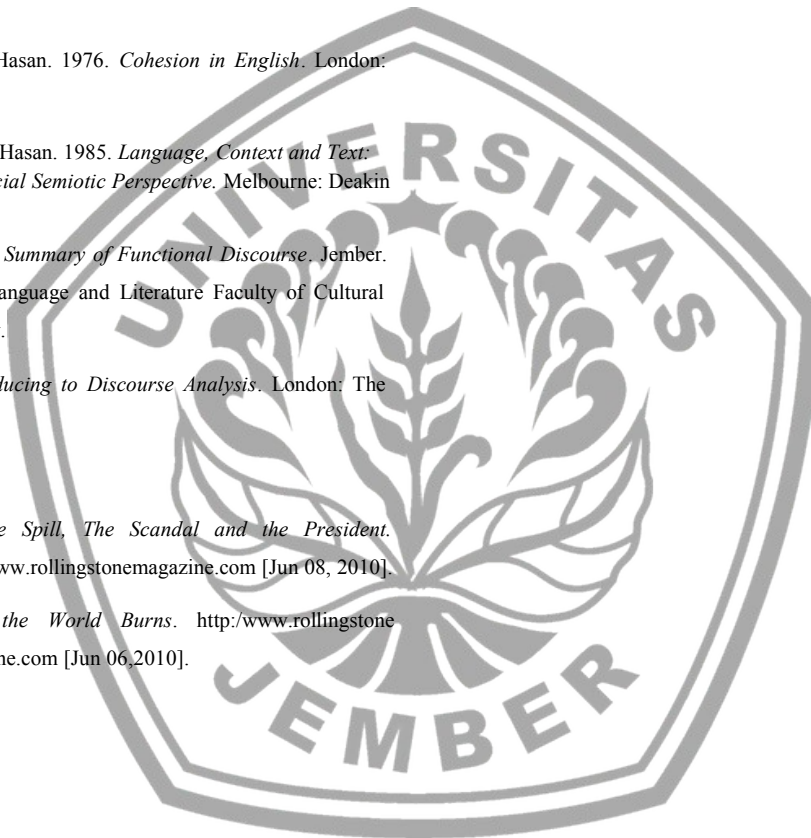 Hasan. 1976. Cohesion in English. London:
Hasan. 1985. Language, Context and Text:
cial Semiotic Perspective. Melbourne: Deakin
Summary of Functional Discourse. Jember.
anguage and Literature Faculty of Cultural
.
ducing to Discourse Analysis. London: The
e Spill, The Scandal and the President.
ww.rollingstonemagazine.com [Jun 08, 2010].
the World Burns. http:/www.rollingstone
ne.com [Jun 06,2010].
UNIVERSITAS
JEMBER